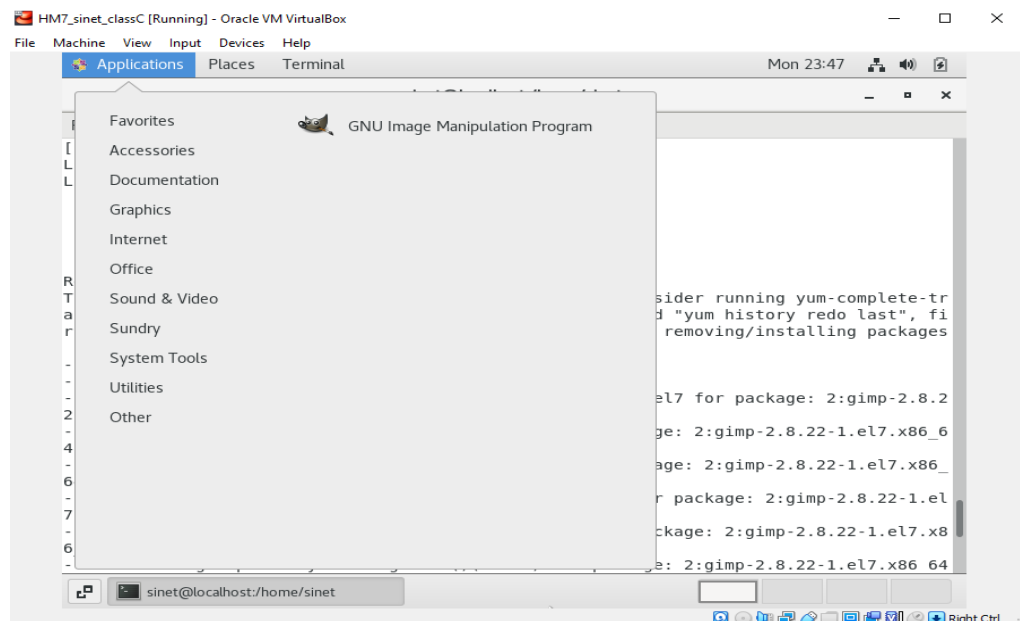 HM7_sinet_classC [Running] - Oracle VM VirtualBox
File Machine View Input Devices Help
Applications Places Terminal Mon 23:47
Favorites
GNU Image Manipulation Program
Accessories
Documentation
Graphics
Internet
Office
Sound & Video
Sundry
System Tools
Utilities
Other
[
L
L
R
T sider running yum-complete-tr
a d "yum history redo last", fi
r removing/installing packages
-
-
- el7 for package: 2:gimp-2.8.2
2
- ge: 2:gimp-2.8.22-1.el7.x86_6
4
- age: 2:gimp-2.8.22-1.el7.x86_
6
- r package: 2:gimp-2.8.22-1.el
7
- ckage: 2:gimp-2.8.22-1.el7.x8
6
- e: 2:gimp-2.8.22-1.el7.x86_64
sinet@localhost:/home/sinet
Right Ctrl